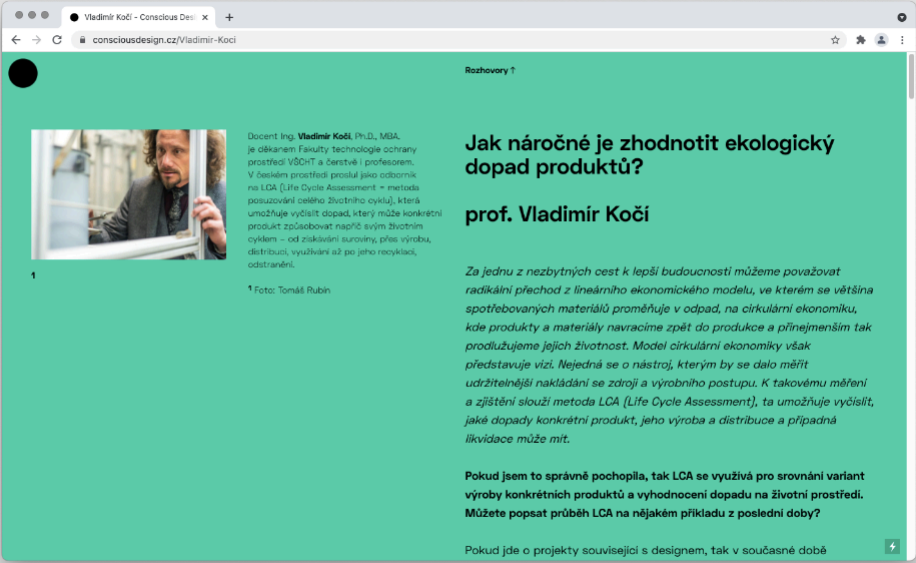 Vladimír Kočí – Conscious Des
consciousdesign.cz/Vladimir-Koci
Rozhovory ↑
Docent Ing. Vladimír Kočí, Ph.D., MBA.
je děkanem Fakulty technologie ochrany
prostředí VŠCHT a čerstvě i profesorem.
V českém prostředí proslul jako odborník
na LCA (Life Cycle Assessment = metoda
posuzování celého životního cyklu), která
umožňuje vyčíslit dopad, který může konkrétní
produkt způsobovat napříč svým životním
cyklem – od získávání suroviny, přes výrobu,
distribuci, využívání až po jeho recyklaci,
odstranění.
1 Foto: Tomáš Rubín
1
Jak náročné je zhodnotit ekologický
dopad produktů?
prof. Vladimír Kočí
Za jednu z nezbytných cest k lepší budoucnosti můžeme považovat
radikální přechod z lineárního ekonomického modelu, ve kterém se většina
spotřebovaných materiálů proměňuje v odpad, na cirkulární ekonomiku,
kde produkty a materiály navracíme zpět do produkce a přinejmenším tak
prodlužujeme jejich životnost. Model cirkulární ekonomiky však
představuje vizi. Nejedná se o nástroj, kterým by se dalo měřit
udržitelnější nakládání se zdroji a výrobního postupu. K takovému měření
a zjištění slouží metoda LCA (Life Cycle Assessment), ta umožňuje vyčíslit,
jaké dopady konkrétní produkt, jeho výroba a distribuce a případná
likvidace může mít.
Pokud jsem to správně pochopila, tak LCA se využívá pro srovnání variant
výroby konkrétních produktů a vyhodnocení dopadu na životní prostředí.
Můžete popsat průběh LCA na nějakém příkladu z poslední doby?
Pokud jde o projekty související s designem, tak v současné době